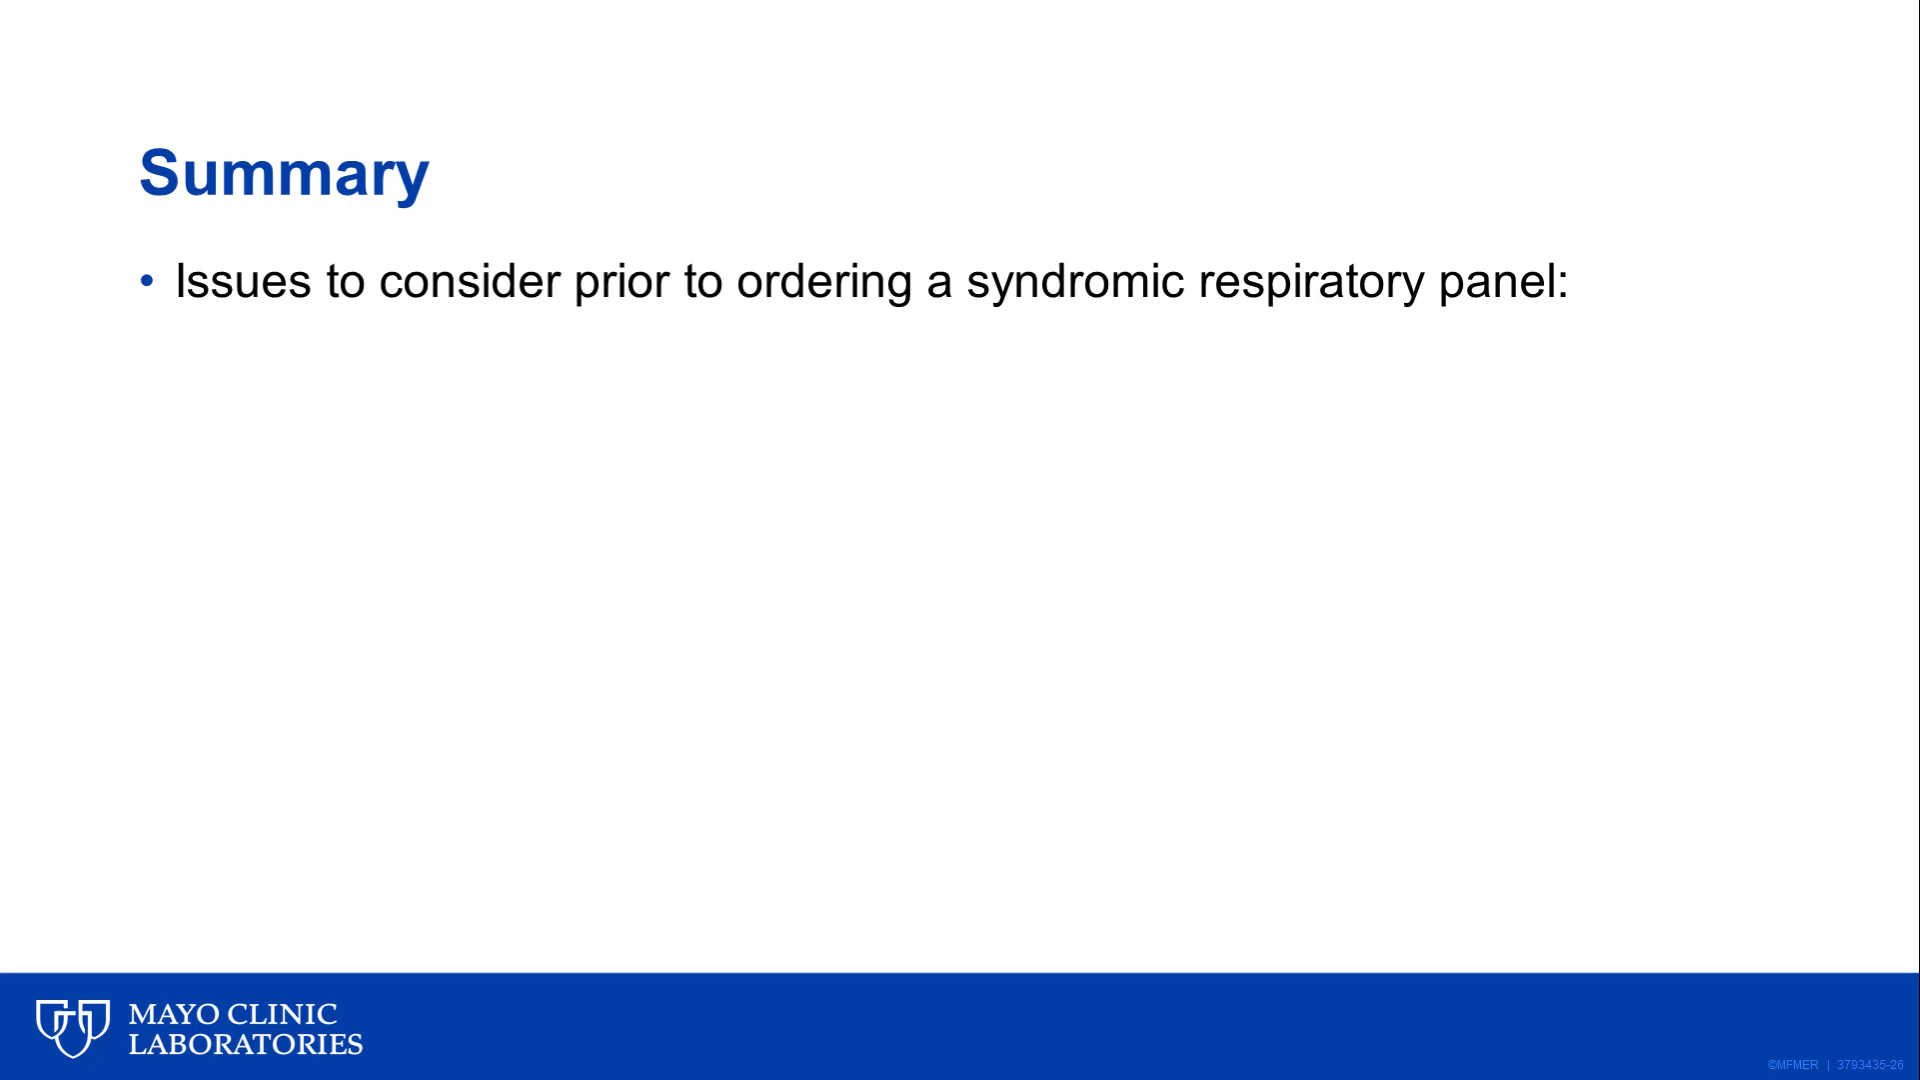 Summary
• Issues to consider prior to ordering a syndromic respiratory panel:
MAYO CLINIC
LABORATORIES
©MFMER | 3793435-26